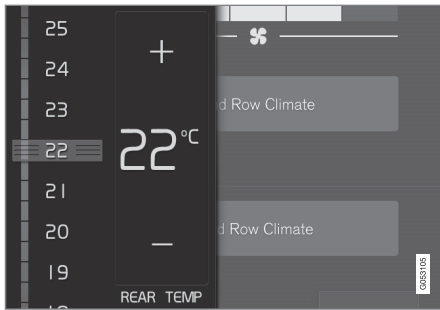 25
24
23
22
21
20
19
+
22°C
–
REAR TEMP
Row Climate
Row Climate
G053105